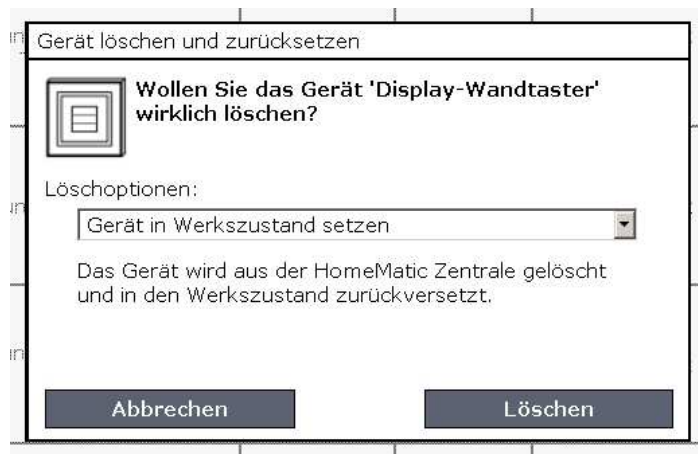 Gerät löschen und zurücksetzen
Wollen Sie das Gerät 'Display-Wandtaster'
wirklich löschen?
Löschoptionen:
Gerät in Werkszustand setzen
Das Gerät wird aus der HomeMatic Zentrale gelöscht
und in den Werkszustand zurückversetzt.
Abbrechen
Löschen